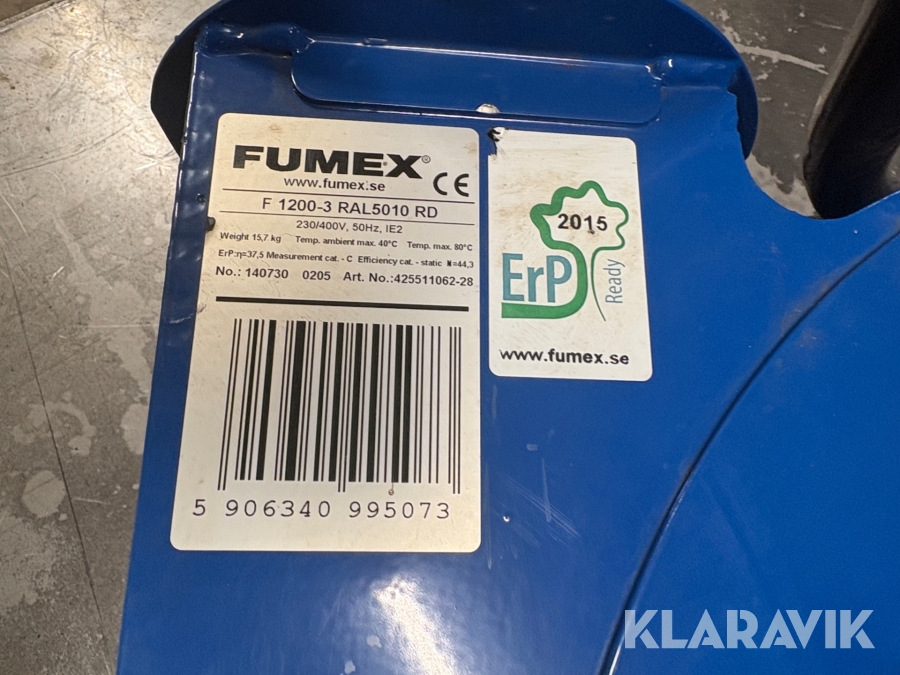 FUMEX®
www.fumex.se
CE
F 1200-3 RAL5010 RD
230/400V, 50Hz, IE2
Weight 15,7 kg Temp. ambient max. 40°C Temp. max. 80°C
ErP:η=37,5 Measurement cat. - C Efficiency cat. - static N=44,3
No.: 140730 0205 Art. No.:425511062-28
5 906340 995073
2015
ErP
Ready
www.fumex.se
KLARAVIK